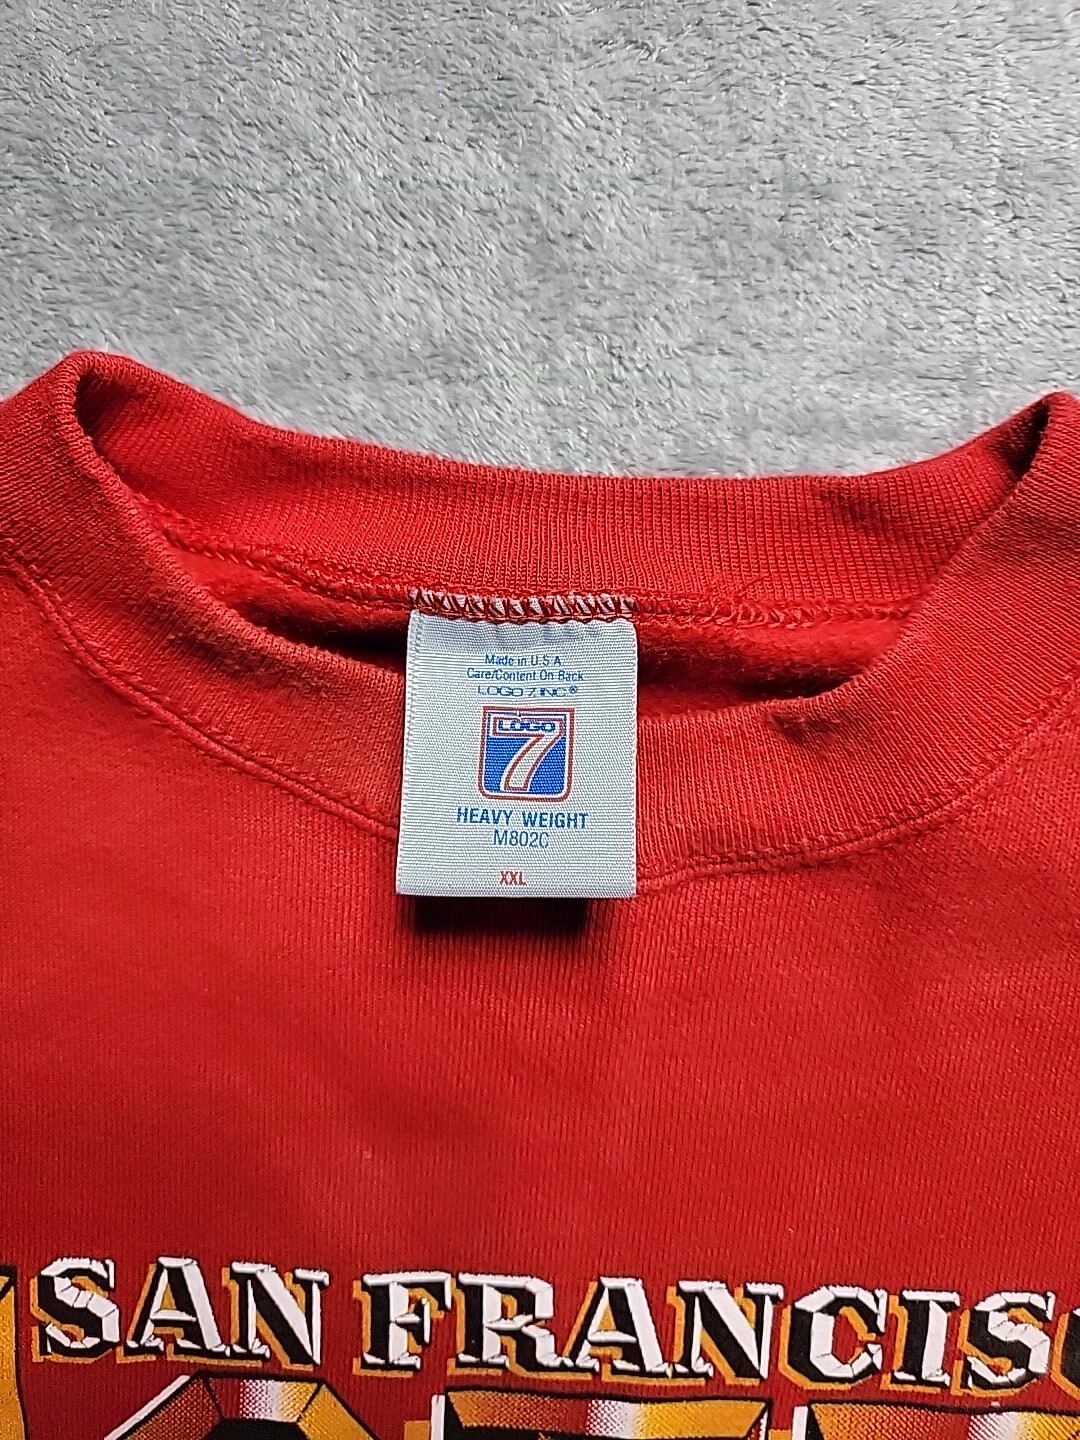 Made in U.S.A.
Care/Content On Back
LOGO 7 INC®
LOGO
7
HEAVY WEIGHT
M802C
XXL
SAN FRANCISC